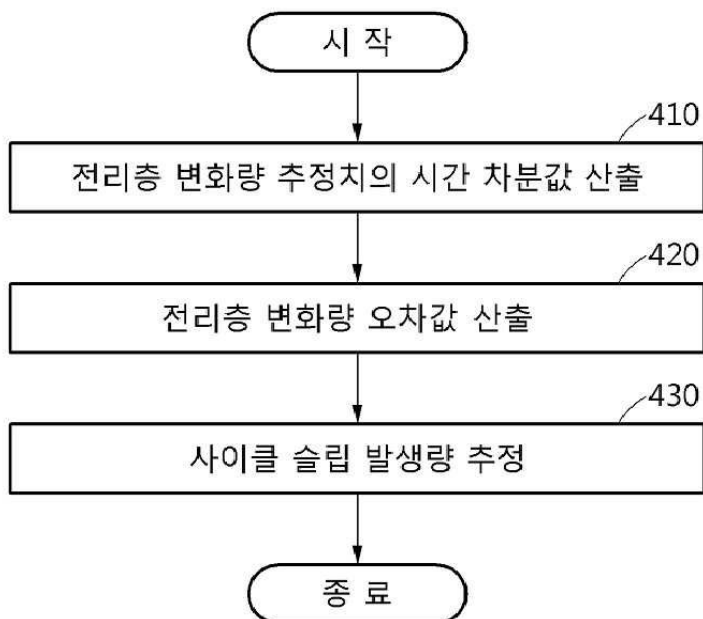 시 작
410
전리층 변화량 추정치의 시간 차분값 산출
420
전리층 변화량 오차값 산출
430
사이클 슬립 발생량 추정
종 료